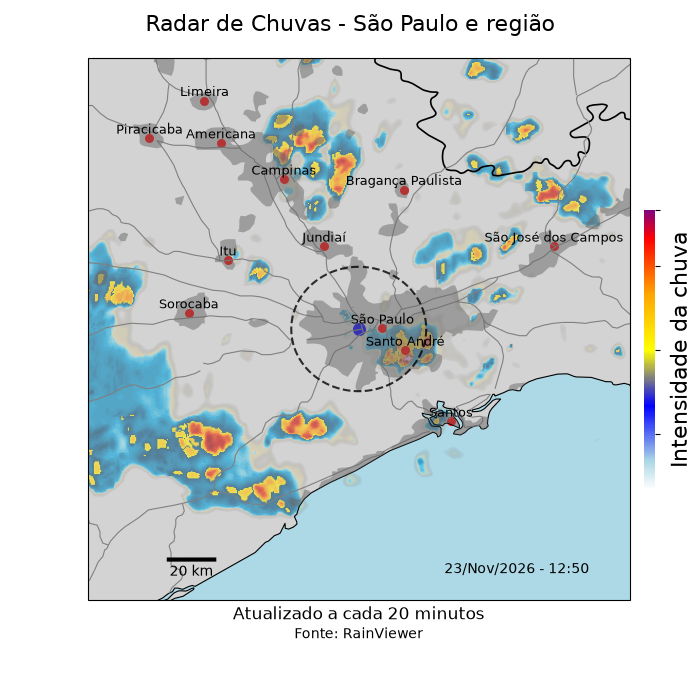 Radar de Chuvas - São Paulo e região
Limeira
Piracicaba
Americana
Campinas
Bragança Paulista
Jundiaí
São José dos Campos
Itu
Sorocaba
São Paulo
Santo André
Santos
Intensidade da chuva
20 km
23/Nov/2026 - 12:50
Atualizado a cada 20 minutos
Fonte: RainViewer